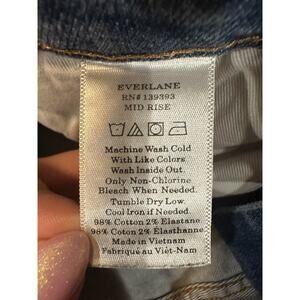 EVERLANE
RN# 139393
MID RISE
Machine Wash Cold
With Like Colors
Wash Inside Out.
Only Non-Chlorine
Bleach When Needed.
Tumble Dry Low.
Cool Iron if Needed.
98% Cotton 2% Elastane
98% Coton 2% Élasthanne
Made in Vietnam
Fabriqué au Viêt-Nam